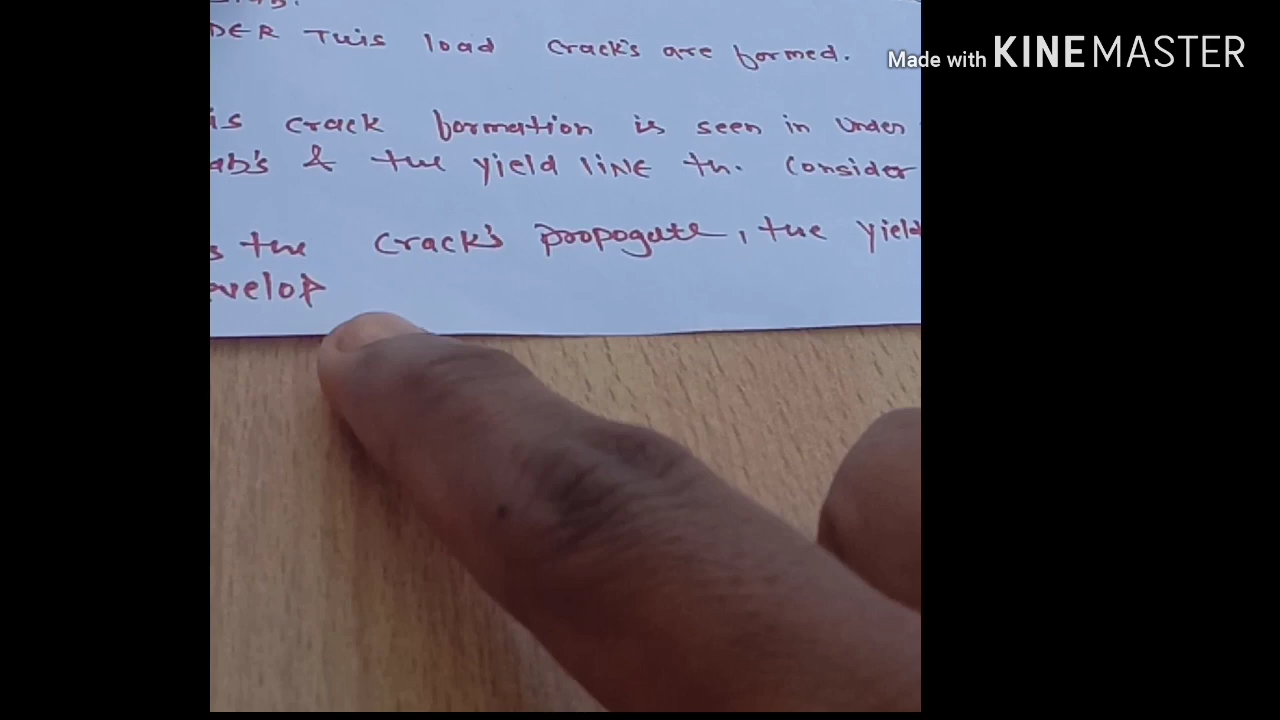 DER This load crack's are formed.
Made with KINEMASTER
is crack formation is seen in under
ab's & the yield line th. Consider
s the crack's propogate, the yield
evelop